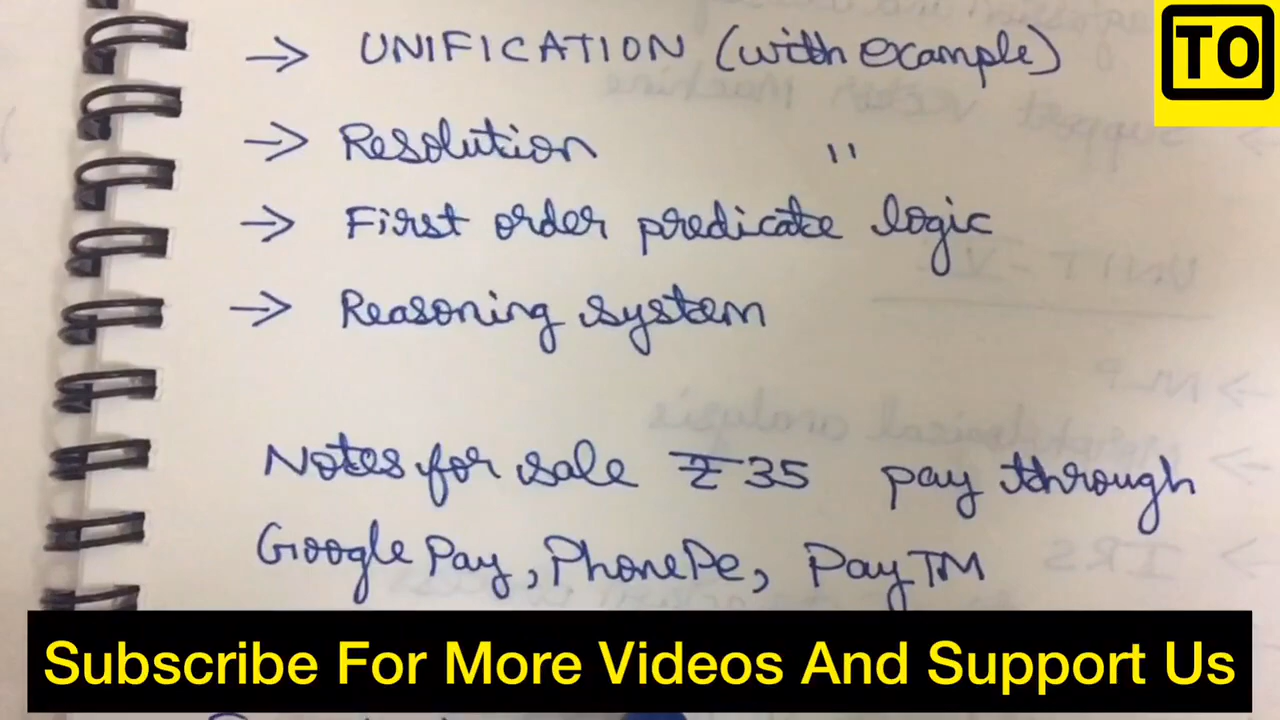 → UNIFICATION (with example)
TO
→ Resolution "
→ First order predicate logic
→ Reasoning system
Notes for sale ₹35 pay through
Google Pay, PhonePe, PayTM
Subscribe For More Videos And Support Us